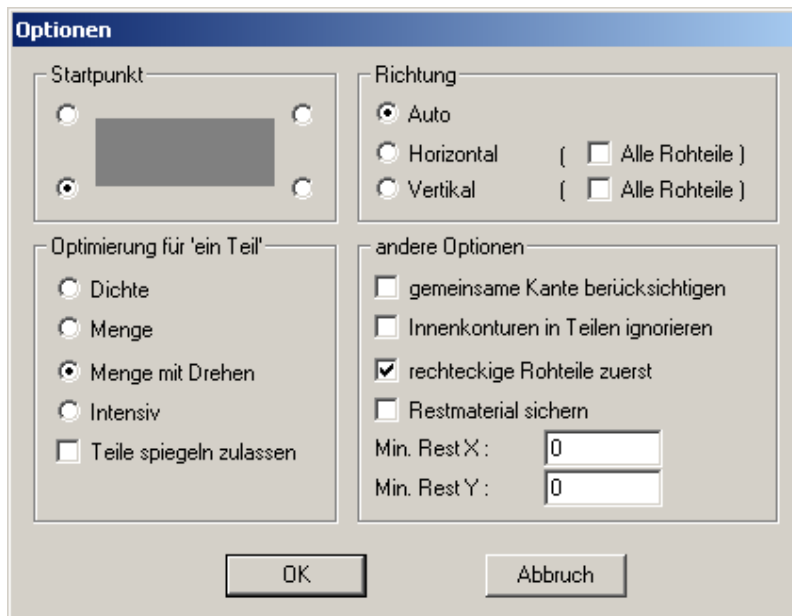 Optionen
Startpunkt
Richtung
Auto
Horizontal ( Alle Rohteile )
Vertikal ( Alle Rohteile )
Optimierung für 'ein Teil'
Dichte
Menge
Menge mit Drehen
Intensiv
Teile spiegeln zulassen
andere Optionen
gemeinsame Kante berücksichtigen
Innenkonturen in Teilen ignorieren
rechteckige Rohteile zuerst
Restmaterial sichern
Min. Rest X : 0
Min. Rest Y : 0
OK
Abbruch